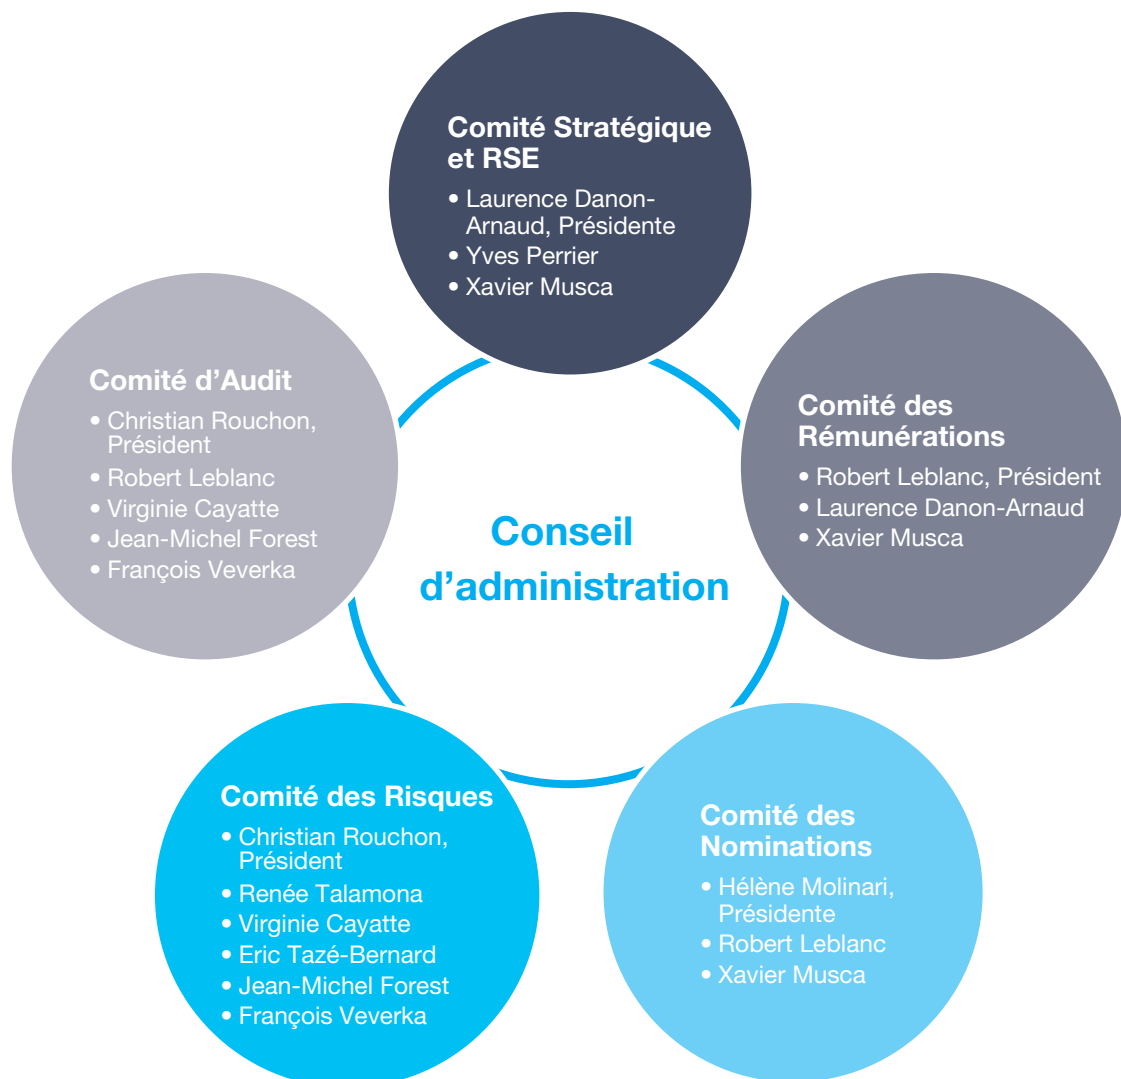 Comité Stratégique
et RSE
• Laurence Danon-
Arnaud, Présidente
• Yves Perrier
• Xavier Musca
Comité d’Audit
• Christian Rouchon,
Président
• Robert Leblanc
• Virginie Cayatte
• Jean-Michel Forest
• François Veverka
Comité des
Rémunérations
• Robert Leblanc, Président
• Laurence Danon-Arnaud
• Xavier Musca
Conseil
d’administration
Comité des Risques
• Christian Rouchon,
Président
• Renée Talamona
• Virginie Cayatte
• Eric Tazé-Bernard
• Jean-Michel Forest
• François Veverka
Comité des
Nominations
• Hélène Molinari,
Présidente
• Robert Leblanc
• Xavier Musca